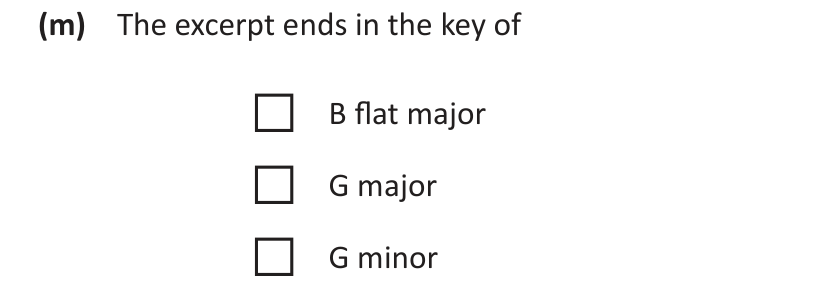 (m) The excerpt ends in the key of
B flat major
G major
G minor